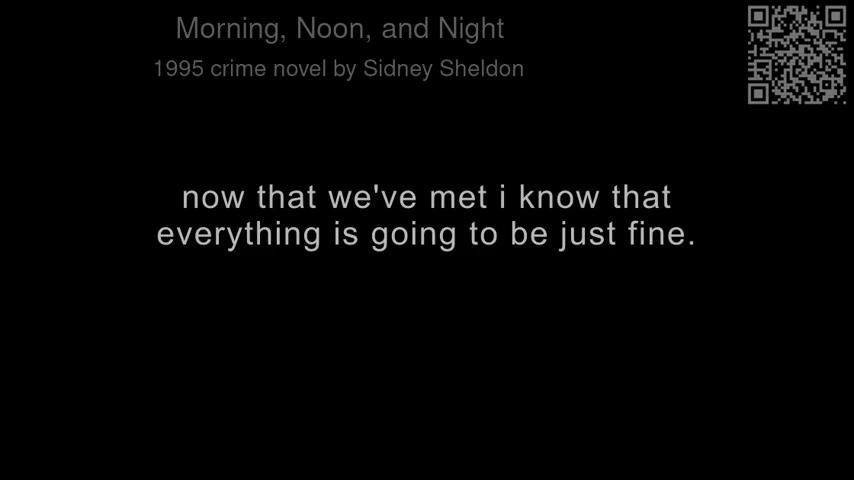 Morning, Noon, and Night
1995 crime novel by Sidney Sheldon
now that we've met i know that
everything is going to be just fine.